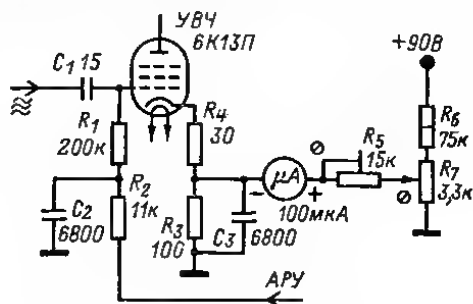 УВЧ
6К13П
+90В
C₁ 15
R₁
200к
R₄
30
R₆
75к
R₅
15к
μA
R₇
3,3к
- +
100мкА
C₂
6800
R₂
11к
R₃
100
C₃
6800
АРУ